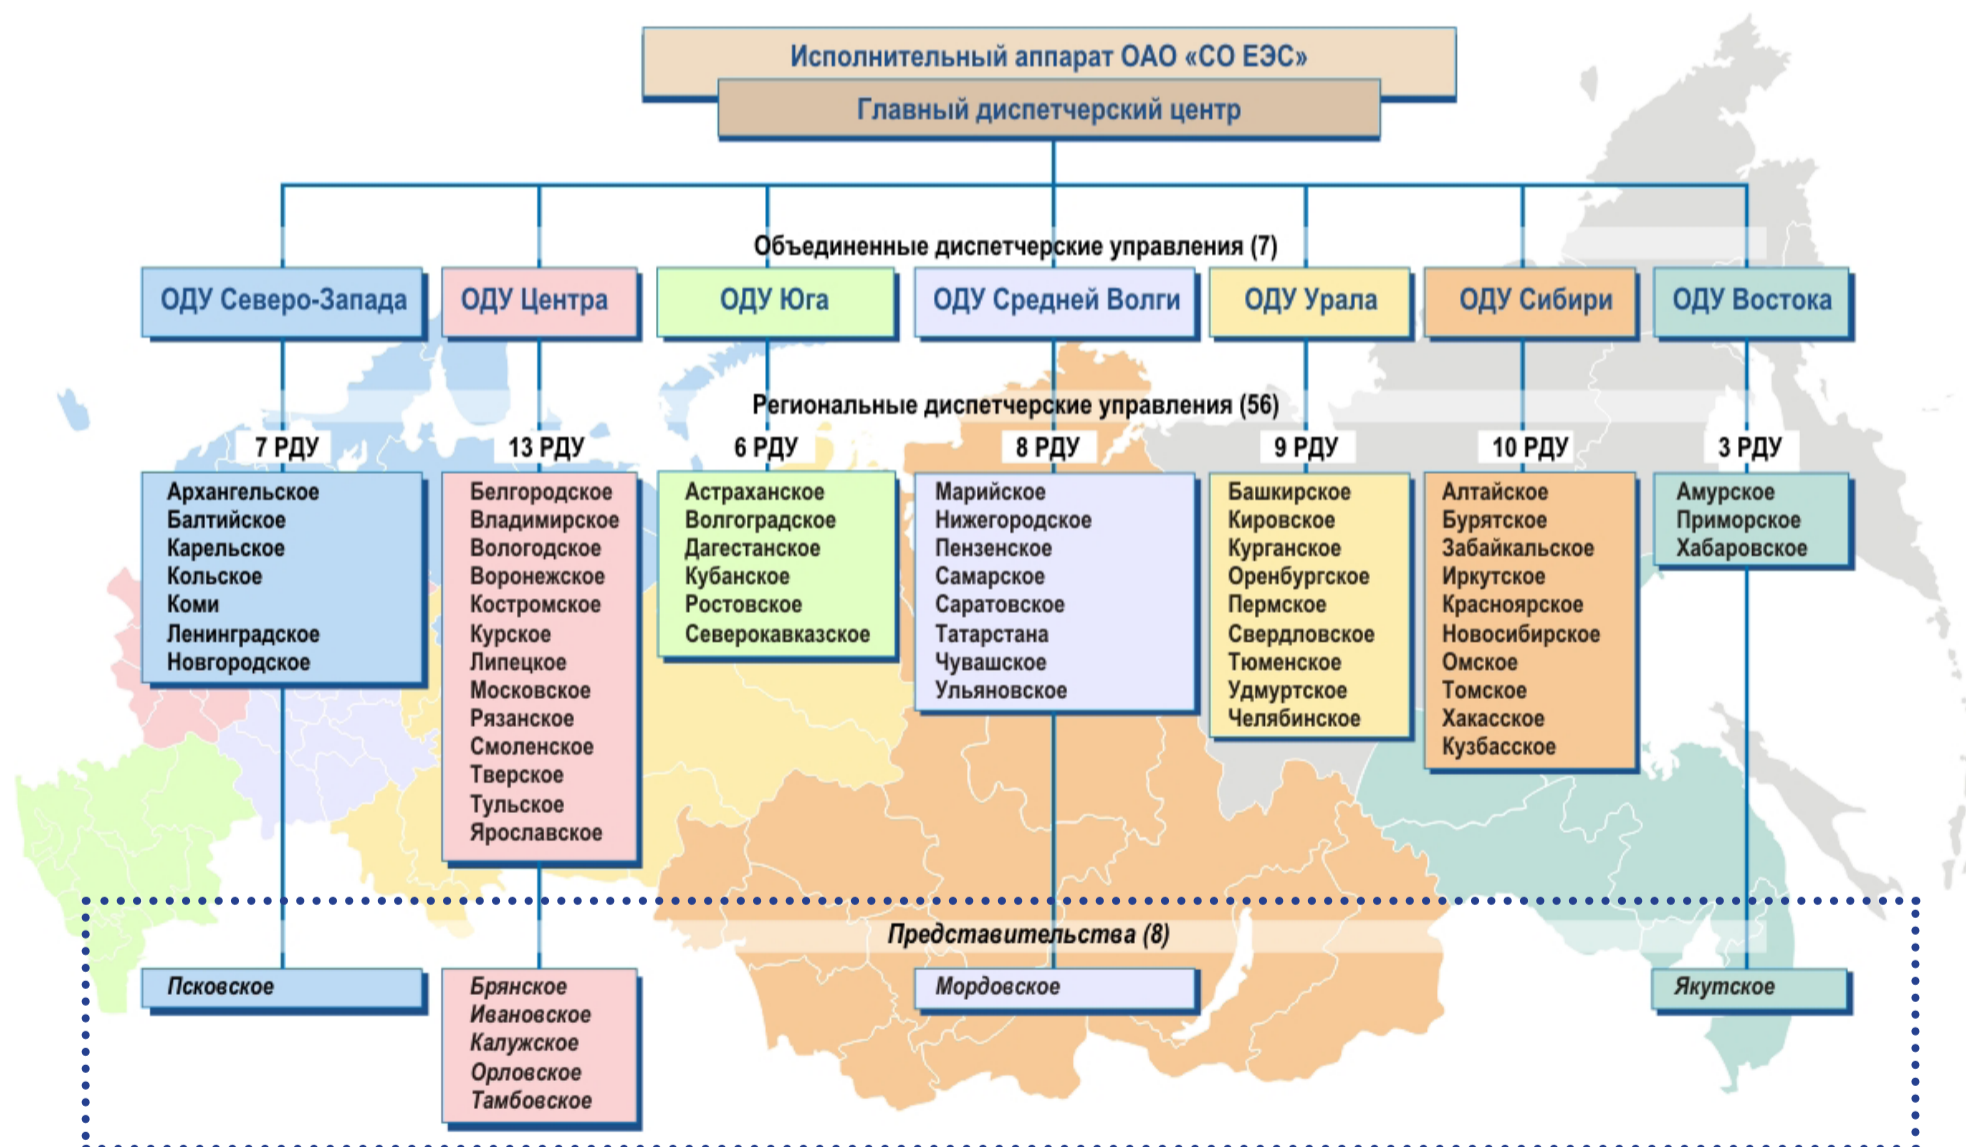 Исполнительный аппарат ОАО «СО ЕЭС»
Главный диспетчерский центр
Объединенные диспетчерские управления (7)
ОДУ Северо-Запада
ОДУ Центра
ОДУ Юга
ОДУ Средней Волги
ОДУ Урала
ОДУ Сибири
ОДУ Востока
Региональные диспетчерские управления (56)
7 РДУ
Архангельское
Балтийское
Карельское
Кольское
Коми
Ленинградское
Новгородское
13 РДУ
Белгородское
Владимирское
Вологодское
Воронежское
Костромское
Курское
Липецкое
Московское
Рязанское
Смоленское
Тверское
Тульское
Ярославское
6 РДУ
Астраханское
Волгоградское
Дагестанское
Кубанское
Ростовское
Северокавказское
8 РДУ
Марийское
Нижегородское
Пензенское
Самарское
Саратовское
Татарстана
Чувашское
Ульяновское
9 РДУ
Башкирское
Кировское
Курганское
Оренбургское
Пермское
Свердловское
Тюменское
Удмуртское
Челябинское
10 РДУ
Алтайское
Бурятское
Забайкальское
Иркутское
Красноярское
Новосибирское
Омское
Томское
Хакасское
Кузбасское
3 РДУ
Амурское
Приморское
Хабаровское
Представительства (8)
Псковское
Брянское
Ивановское
Калужское
Орловское
Тамбовское
Мордовское
Якутское